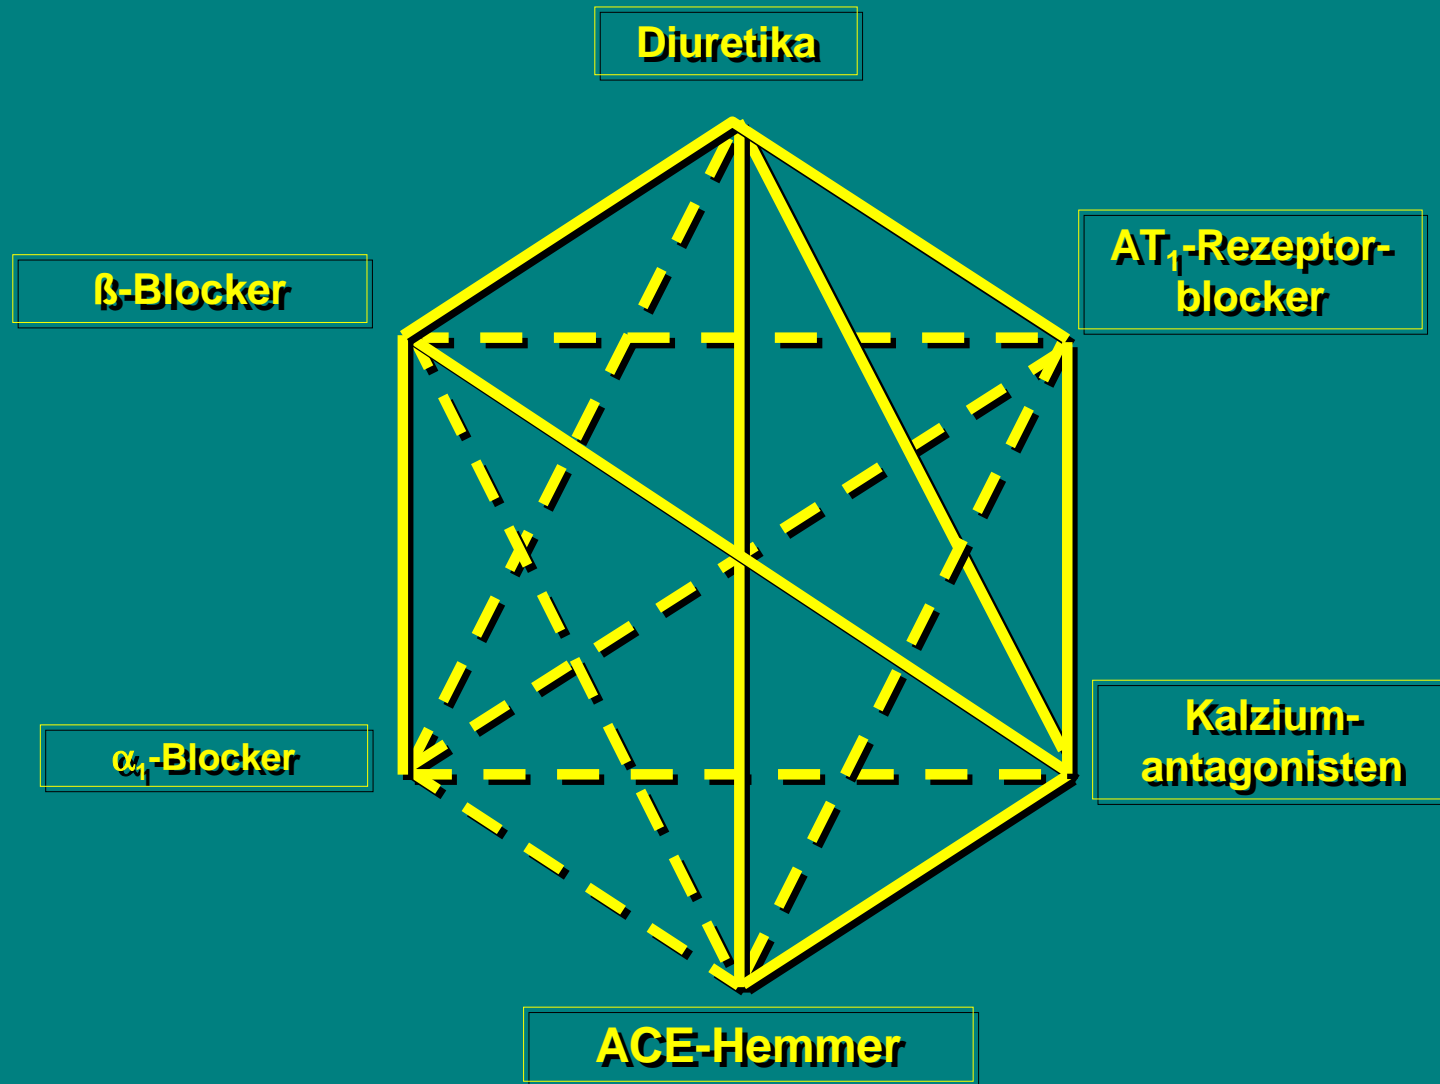 Diuretika
AT₁-Rezeptor-
blocker
ß-Blocker
Kalzium-
antagonisten
α₁-Blocker
ACE-Hemmer